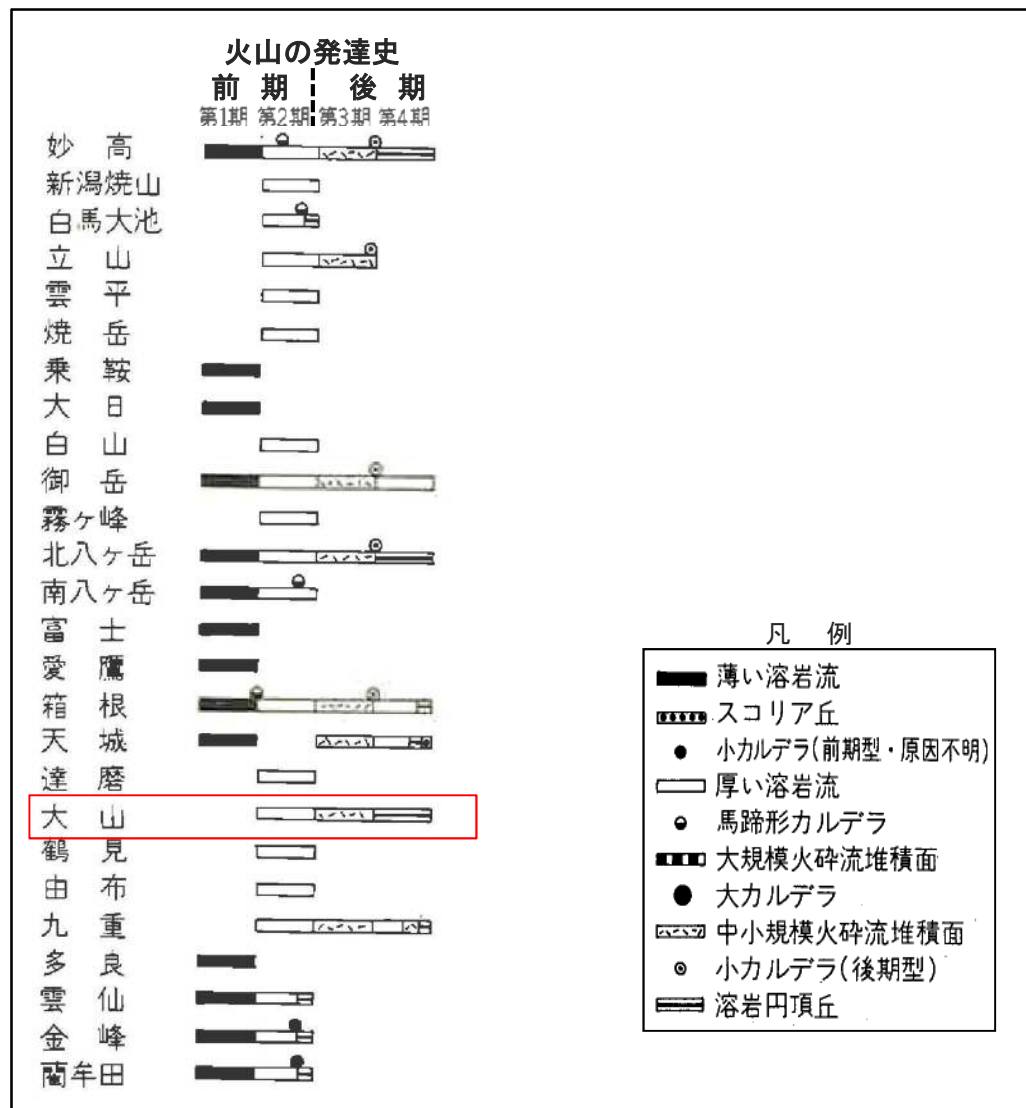 火山の発達史
前 期 後 期
第1期 第2期 第3期 第4期
妙 高
新潟焼山
白馬大池
立 山
雲 平
焼 岳
乗 鞍
大 日
白 山
御 岳
霧ヶ峰
北八ヶ岳
南八ヶ岳
富 士
愛 鷹
箱 根
天 城
達 磨
大 山
鶴 見
由 布
九 重
多 良
雲 仙
金 峰
藺牟田
凡 例
薄い溶岩流
スコリア丘
小カルデラ(前期型・原因不明)
厚い溶岩流
馬蹄形カルデラ
大規模火砕流堆積面
大カルデラ
中小規模火砕流堆積面
小カルデラ(後期型)
溶岩円頂丘